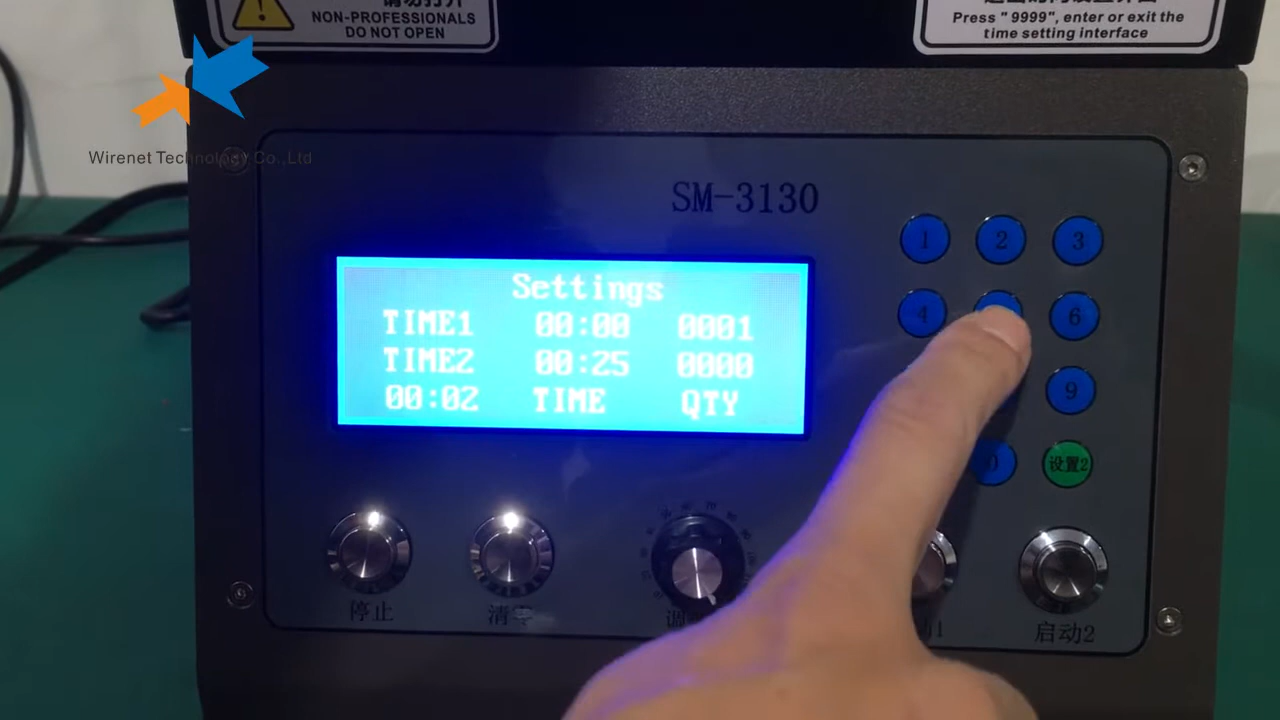 NON-PROFESSIONALS
DO NOT OPEN
Press "9999", enter or exit the
time setting interface
Wirenet Technology Co.,Ltd
SM-3130
Settings
TIME1 00:00 0001
TIME2 00:25 0000
00:02 TIME QTY
1 2 3
4 6
9
0 设置2
停止
清零
启动2